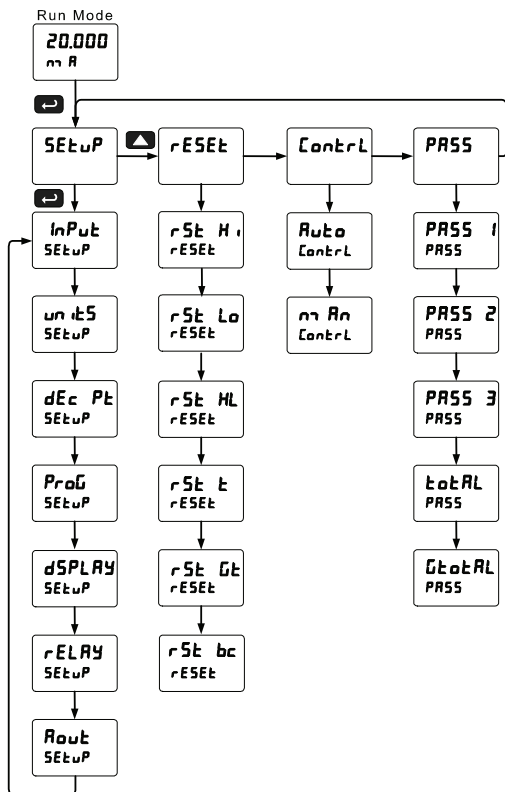 Run Mode
20.000
mA
SEtuP
rESEt
ContrL
PASS
InPut
SEtuP
rSt Hi
rESEt
Auto
ContrL
PASS 1
PASS
unitS
SEtuP
rSt Lo
rESEt
mAn
ContrL
PASS 2
PASS
dEc Pt
SEtuP
rSt HL
rESEt
PASS 3
PASS
ProG
SEtuP
rSt t
rESEt
totAL
PASS
dSPLAY
SEtuP
rSt Gt
rESEt
GtotAL
PASS
rELAY
SEtuP
rSt bc
rESEt
Aout
SEtuP